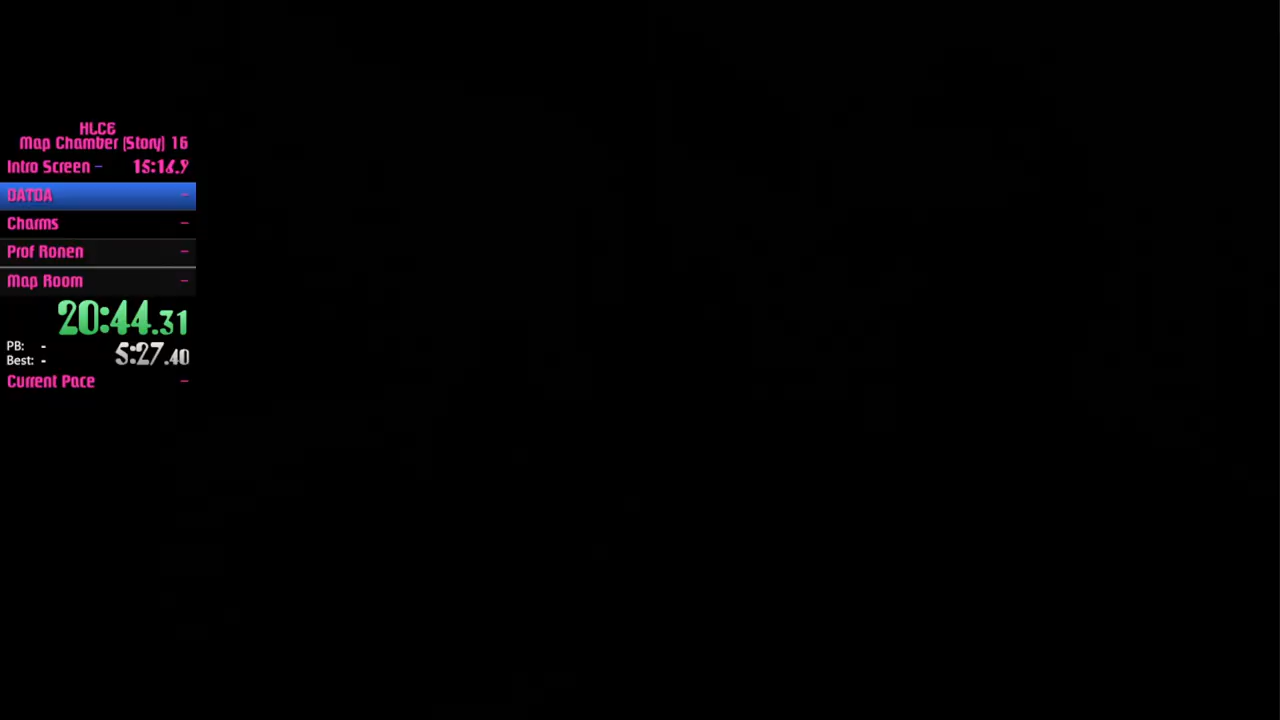 HLCE
Map Chamber (Story) 16
Intro Screen - 15:16.9
DATDA -
Charms -
Prof Ronen -
Map Room -
20:44.31
PB: - 5:27.40
Best: -
Current Pace -